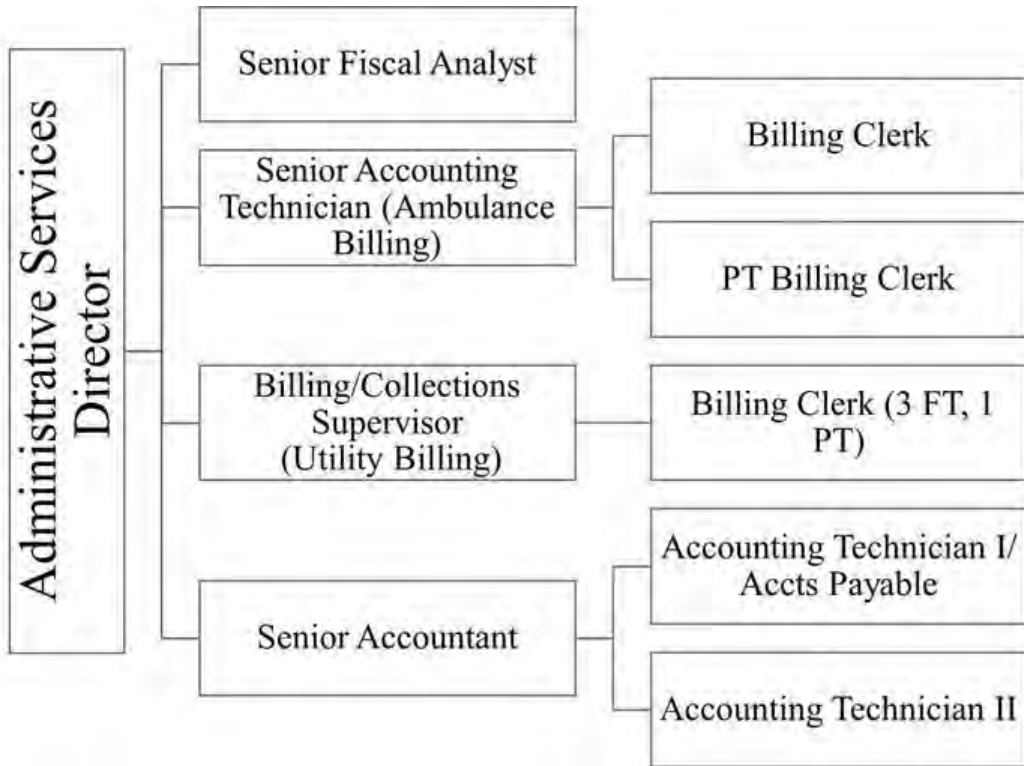 Administrative Services
Director
Senior Fiscal Analyst
Senior Accounting
Technician (Ambulance
Billing)
Billing Clerk
PT Billing Clerk
Billing/Collections
Supervisor
(Utility Billing)
Billing Clerk (3 FT, 1
PT)
Senior Accountant
Accounting Technician I/
Accts Payable
Accounting Technician II